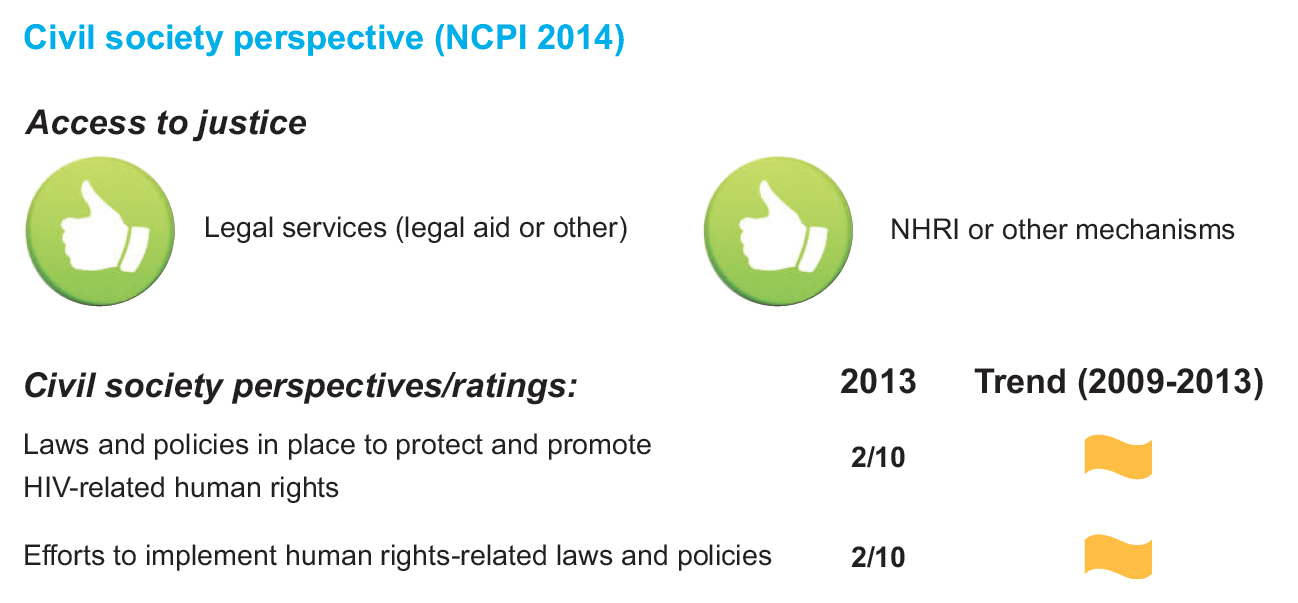 Civil society perspective (NCPI 2014)
Access to justice
Legal services (legal aid or other)
NHRI or other mechanisms
Civil society perspectives/ratings: 2013 Trend (2009-2013)
Laws and policies in place to protect and promote
HIV-related human rights
2/10
Efforts to implement human rights-related laws and policies 2/10